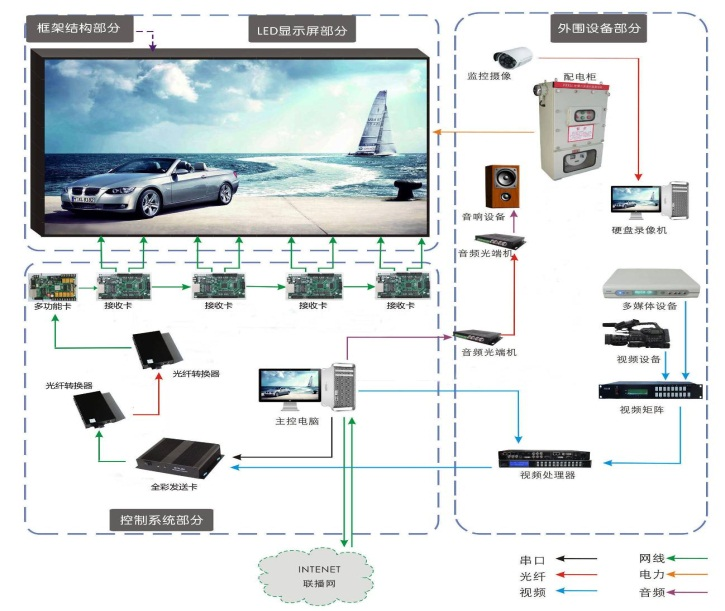 框架结构部分
LED显示屏部分
外围设备部分
监控摄像
配电柜
音响设备
硬盘录像机
音频光端机
多功能卡
接收卡
接收卡
接收卡
接收卡
多媒体设备
光纤转换器
音频光端机
视频设备
光纤转换器
主控电脑
视频矩阵
全彩发送卡
视频处理器
控制系统部分
INTENET
联播网
串口
网线
光纤
电力
视频
音频